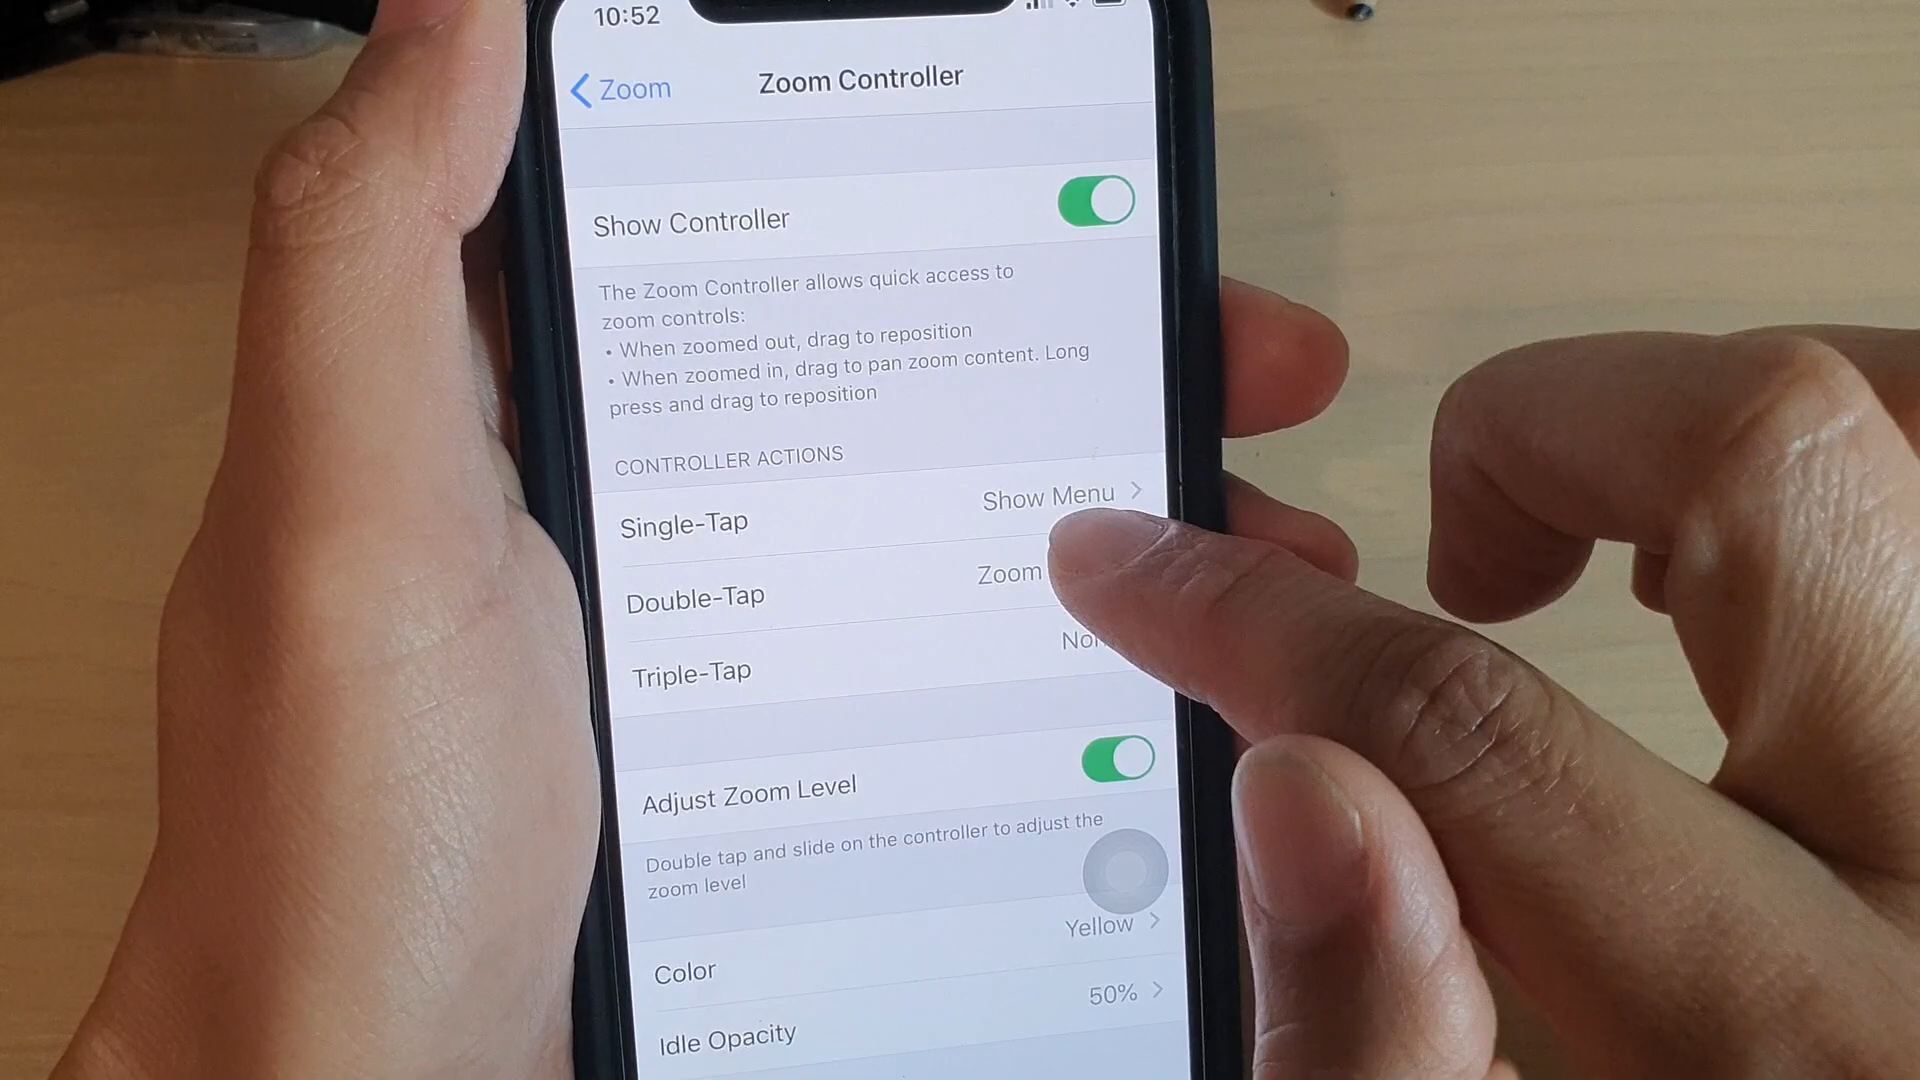 10:52
Zoom
Zoom Controller
Show Controller
The Zoom Controller allows quick access to
zoom controls:
• When zoomed out, drag to reposition
• When zoomed in, drag to pan zoom content. Long
press and drag to reposition
CONTROLLER ACTIONS
Single-Tap Show Menu
Double-Tap Zoom
Triple-Tap
Adjust Zoom Level
Double tap and slide on the controller to adjust the
zoom level
Color Yellow
Idle Opacity 50%